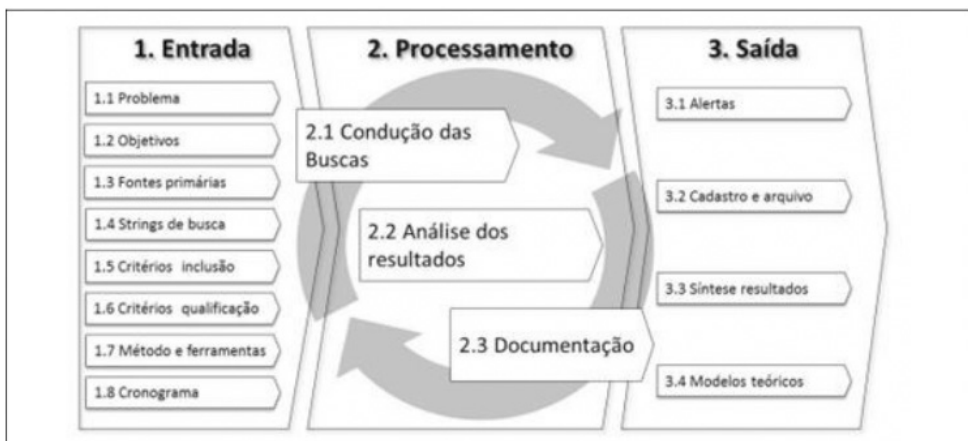 1. Entrada
1.1 Problema
1.2 Objetivos
1.3 Fontes primárias
1.4 Strings de busca
1.5 Critérios inclusão
1.6 Critérios qualificação
1.7 Método e ferramentas
1.8 Cronograma
2. Processamento
2.1 Condução das
Buscas
2.2 Análise dos
resultados
2.3 Documentação
3. Saída
3.1 Alertas
3.2 Cadastro e arquivo
3.3 Síntese resultados
3.4 Modelos teóricos